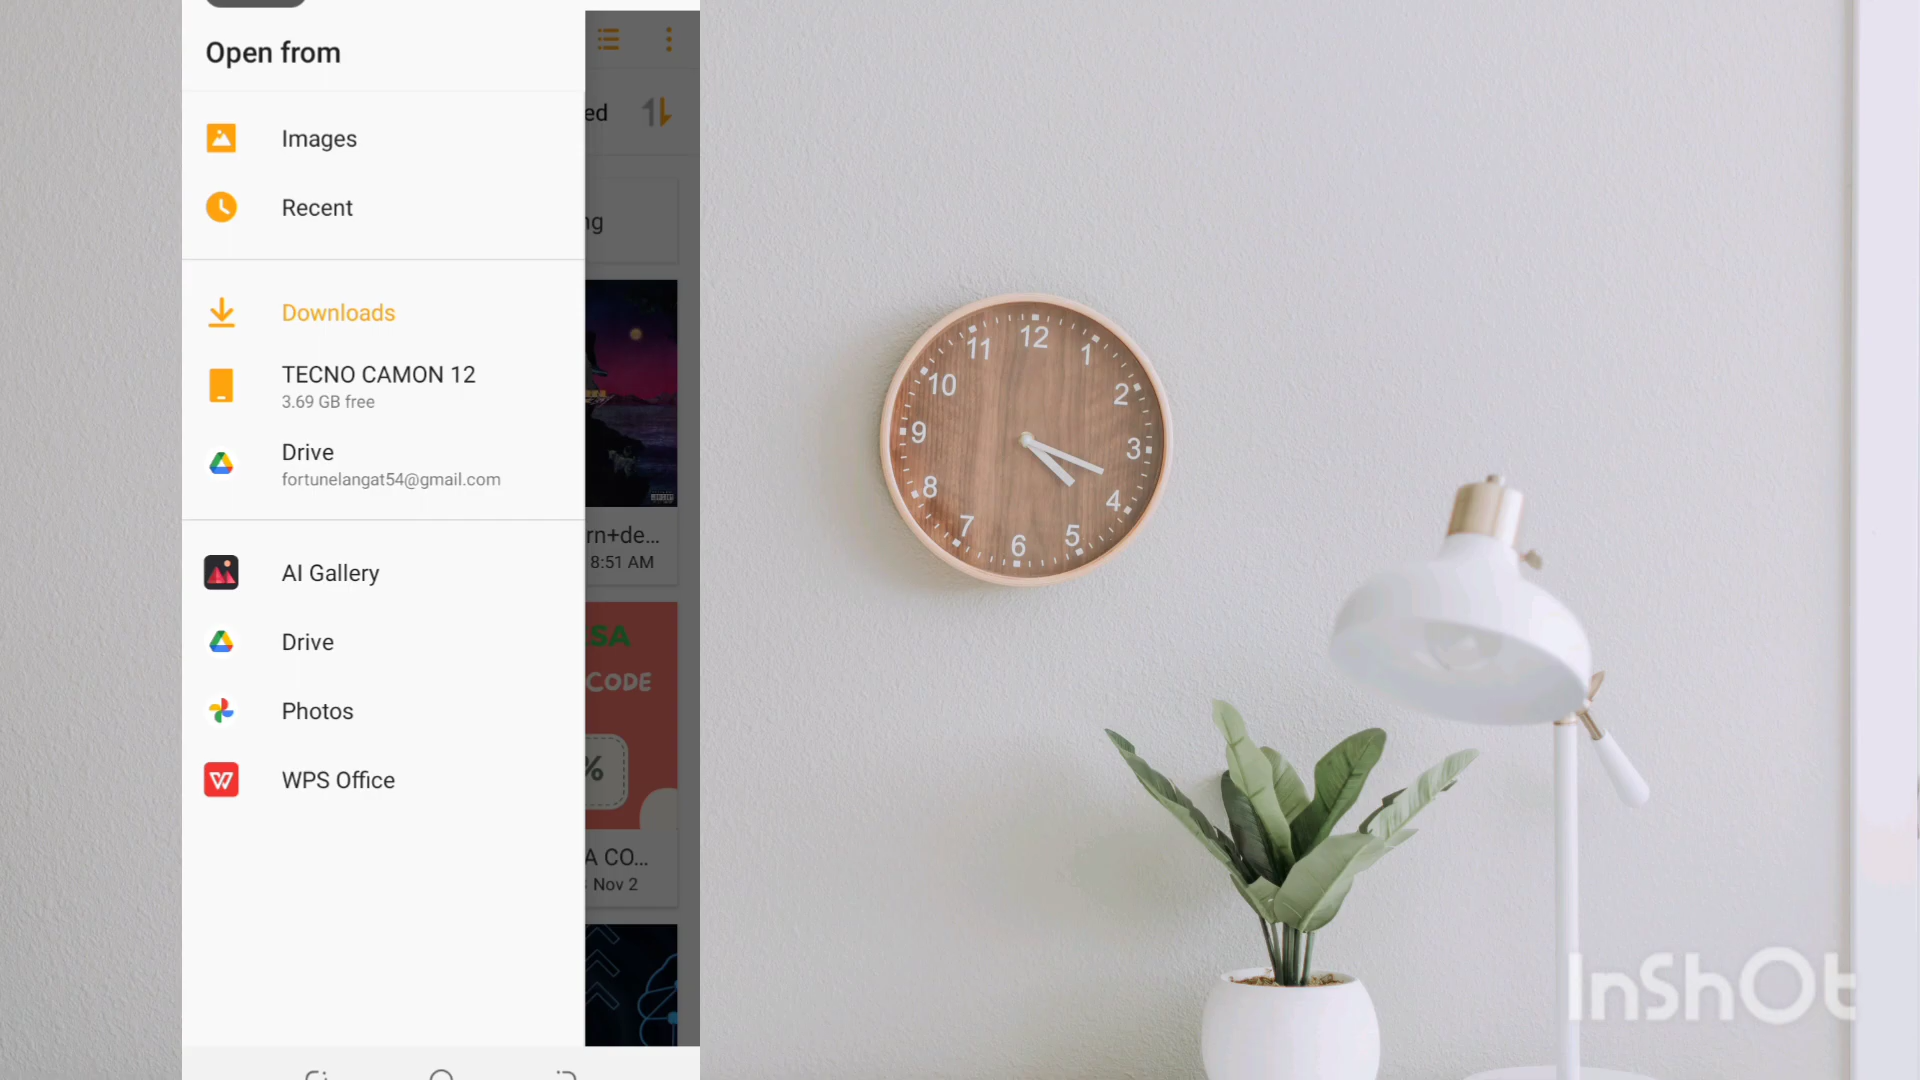 Open from
Images
Recent
Downloads
TECNO CAMON 12
3.69 GB free
Drive
fortunelangat54@gmail.com
AI Gallery
Drive
Photos
WPS Office
ed
ng
rn+de...
8:51 AM
SA
CODE
%
A CO...
Nov 2
12
1
2
3
4
5
6
7
8
9
10
11
InShOt